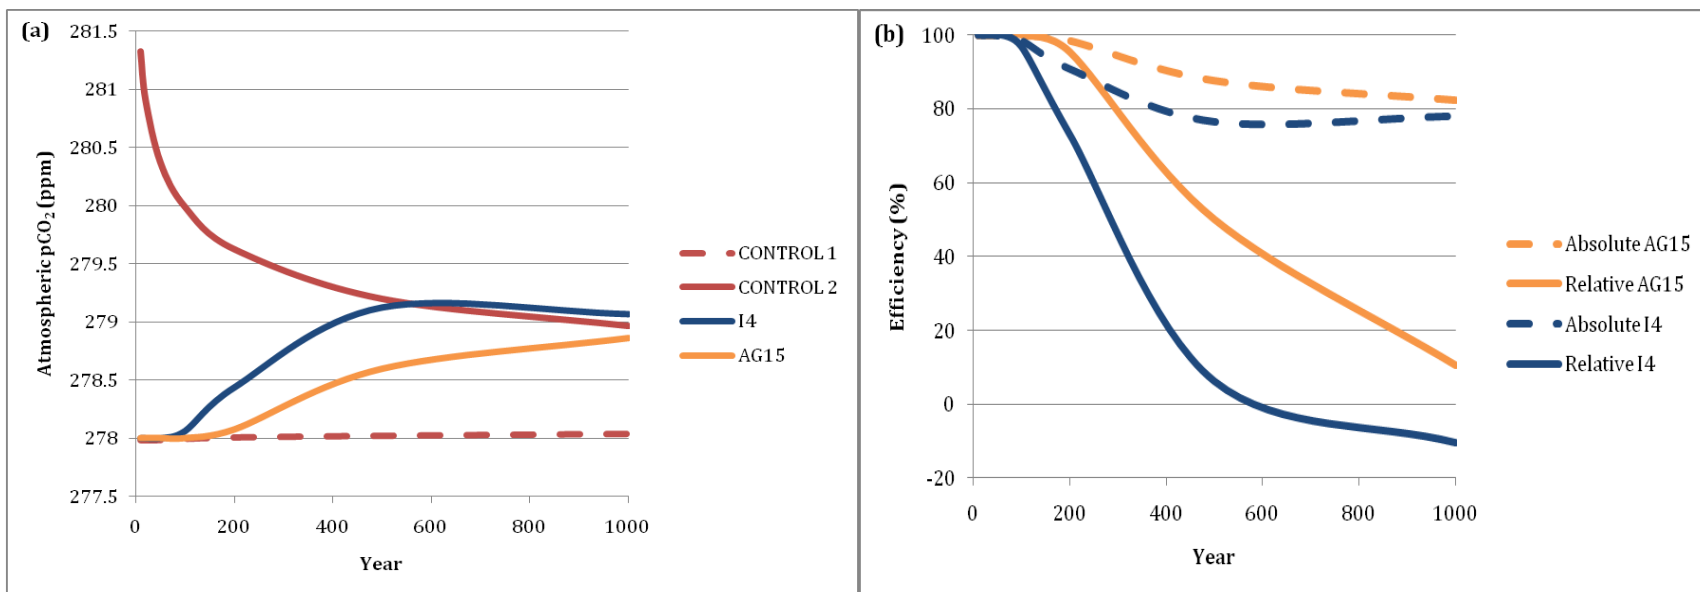 (a)
281.5
281
280.5
280
279.5
279
278.5
278
277.5
0 200 400 600 800 1000
Atmospheric pCO₂ (ppm)
Year
CONTROL 1
CONTROL 2
I4
AG15
(b)
100
80
60
40
20
0
-20
0 200 400 600 800 1000
Efficiency (%)
Year
Absolute AG15
Relative AG15
Absolute I4
Relative I4